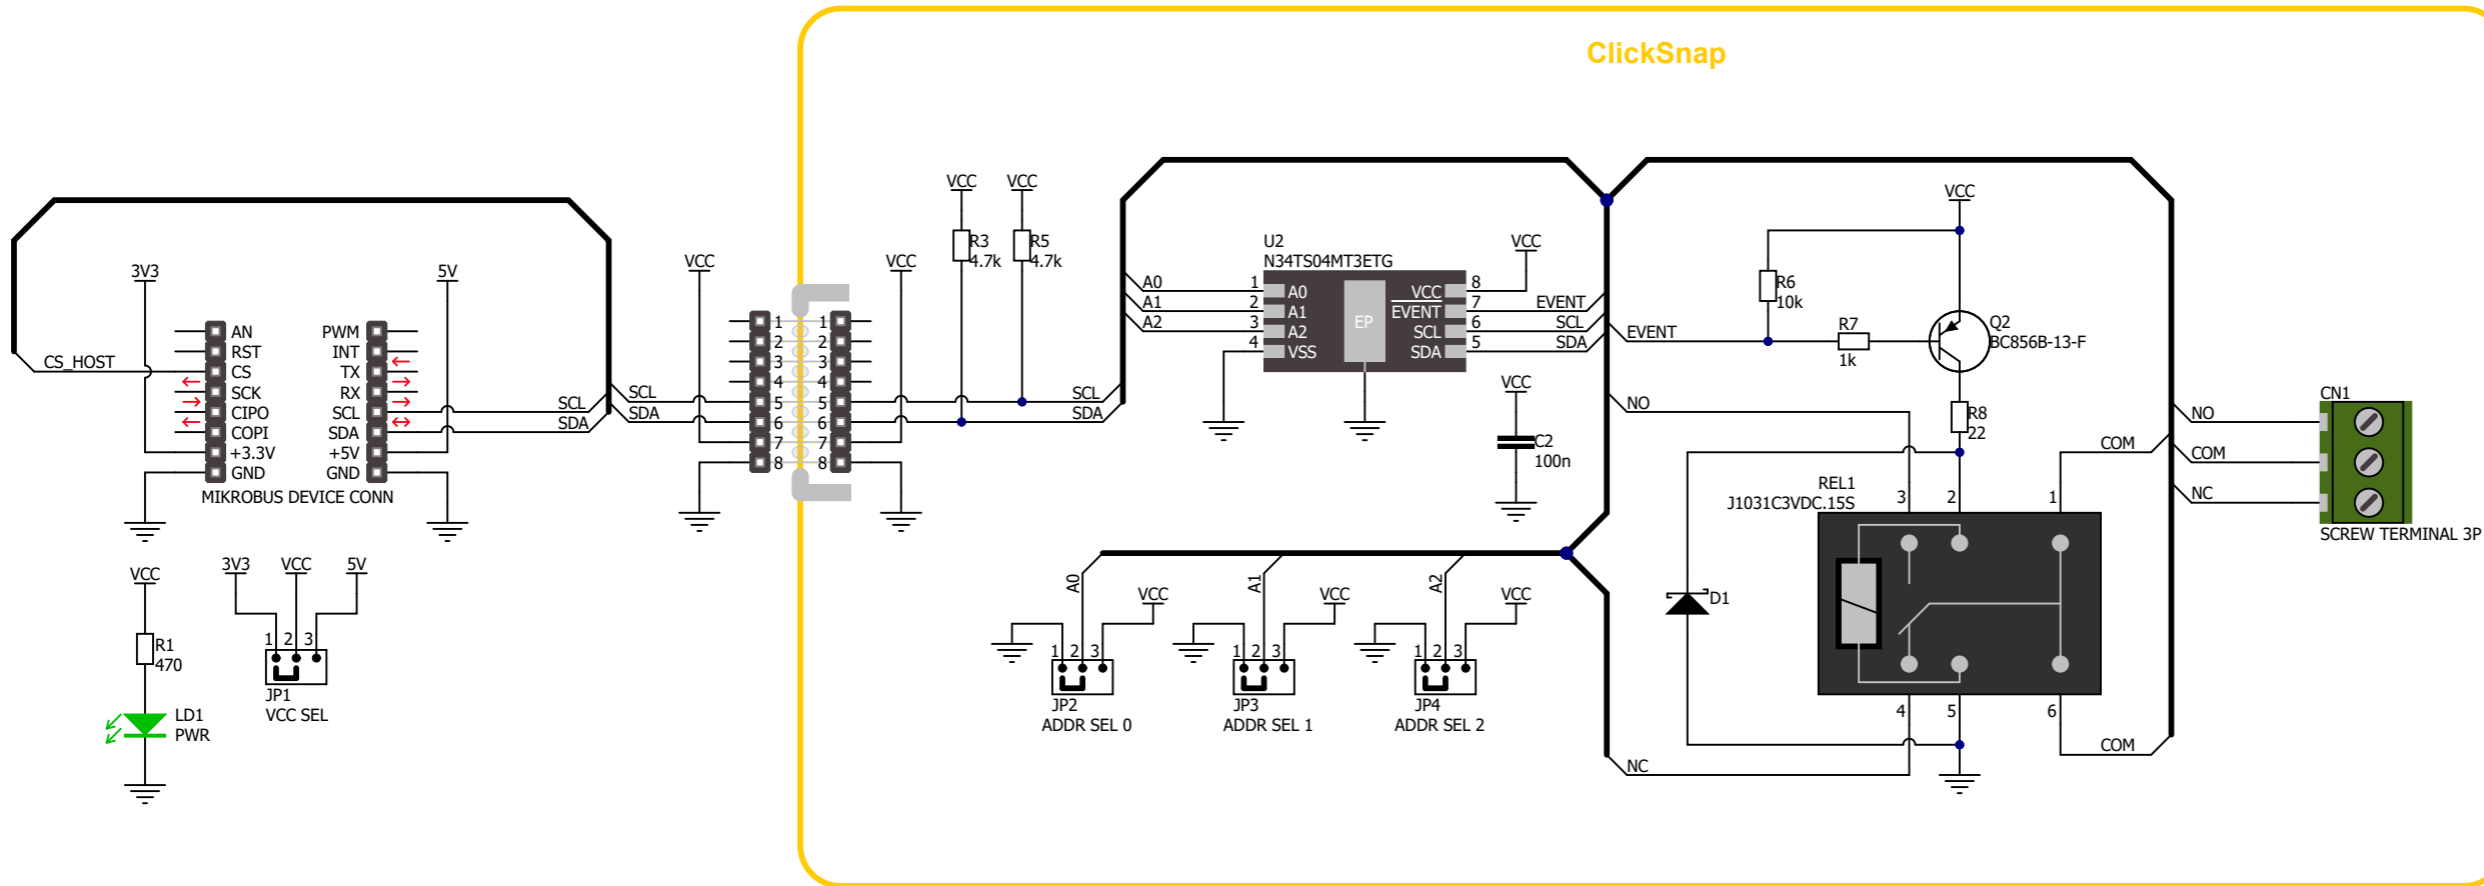 ClickSnap
CS_HOST
3V3
5V
AN
RST
CS
SCK
CIPO
COPI
+3.3V
GND
PWM
INT
TX
RX
SCL
SDA
+5V
GND
MIKROBUS DEVICE CONN
SCL
SDA
SCL
SDA
VCC
1
2
3
4
5
6
7
8
1
2
3
4
5
6
7
8
VCC
VCC
R3
4.7k
VCC
R5
4.7k
SCL
SDA
VCC
R1
470
LD1
PWR
3V3
VCC
5V
1 2 3
JP1
VCC SEL
A0
A1
A2
U2
N34TS04MT3ETG
1
2
3
4
A0
A1
A2
VSS
EP
VCC
EVENT
SCL
SDA
8
7
6
5
VCC
EVENT
SCL
SDA
VCC
C2
100n
A0
VCC
1 2 3
JP2
ADDR SEL 0
A1
VCC
1 2 3
JP3
ADDR SEL 1
A2
VCC
1 2 3
JP4
ADDR SEL 2
EVENT
R6
10k
R7
1k
VCC
Q2
BC856B-13-F
R8
22
NO
COM
REL1
J1031C3VDC.15S
3 2 1
D1
4 5 6
NC
COM
NO
COM
NC
CN1
SCREW TERMINAL 3P